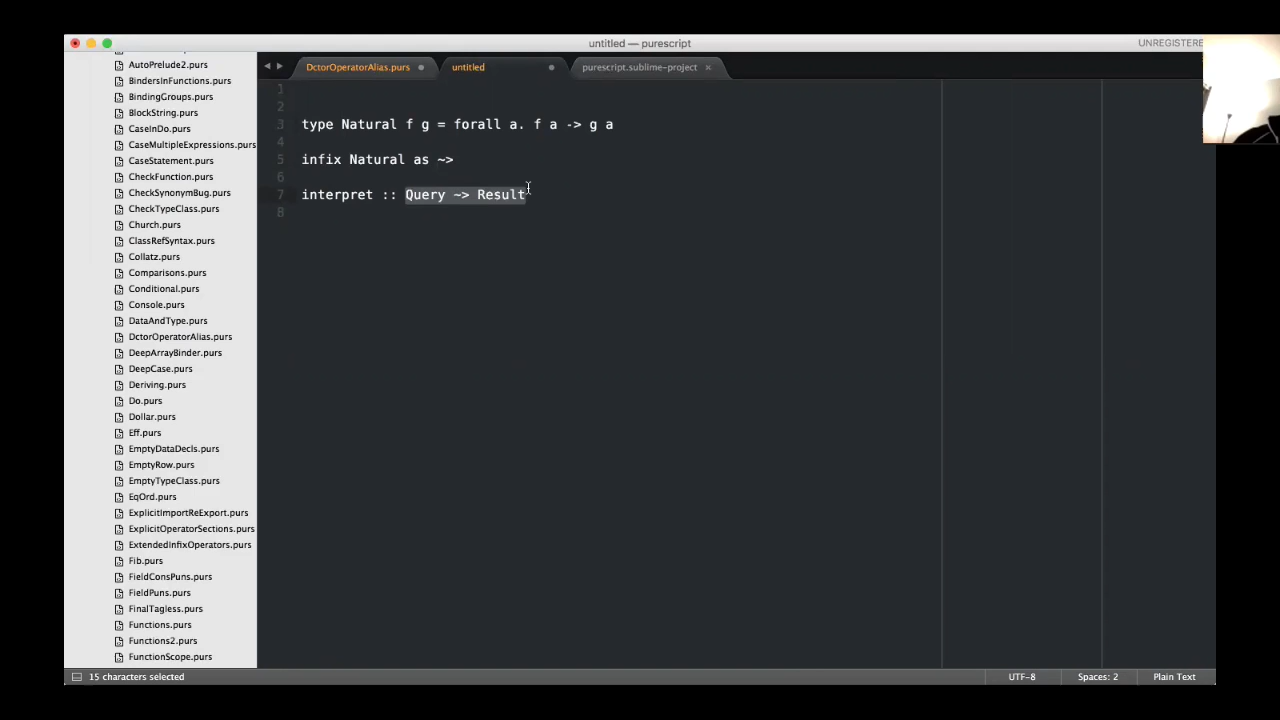 untitled — purescript
UNREGISTERE
AutoPrelude2.purs
BindersInFunctions.purs
BindingGroups.purs
BlockString.purs
CaseInDo.purs
CaseMultipleExpressions.purs
CaseStatement.purs
CheckFunction.purs
CheckSynonymBug.purs
CheckTypeClass.purs
Church.purs
ClassRefSyntax.purs
Collatz.purs
Comparisons.purs
Conditional.purs
Console.purs
DataAndType.purs
DctorOperatorAlias.purs
DeepArrayBinder.purs
DeepCase.purs
Deriving.purs
Do.purs
Dollar.purs
Eff.purs
EmptyDataDecls.purs
EmptyRow.purs
EmptyTypeClass.purs
EqOrd.purs
ExplicitImportReExport.purs
ExplicitOperatorSections.purs
ExtendedInfixOperators.purs
Fib.purs
FieldConsPuns.purs
FieldPuns.purs
FinalTagless.purs
Functions.purs
Functions2.purs
FunctionScope.purs
DctorOperatorAlias.purs untitled purescript.sublime-project
1
2
3 type Natural f g = forall a. f a -> g a
4
5 infix Natural as ~>
6
7 interpret :: Query ~> Result
8
15 characters selected UTF-8 Spaces: 2 Plain Text